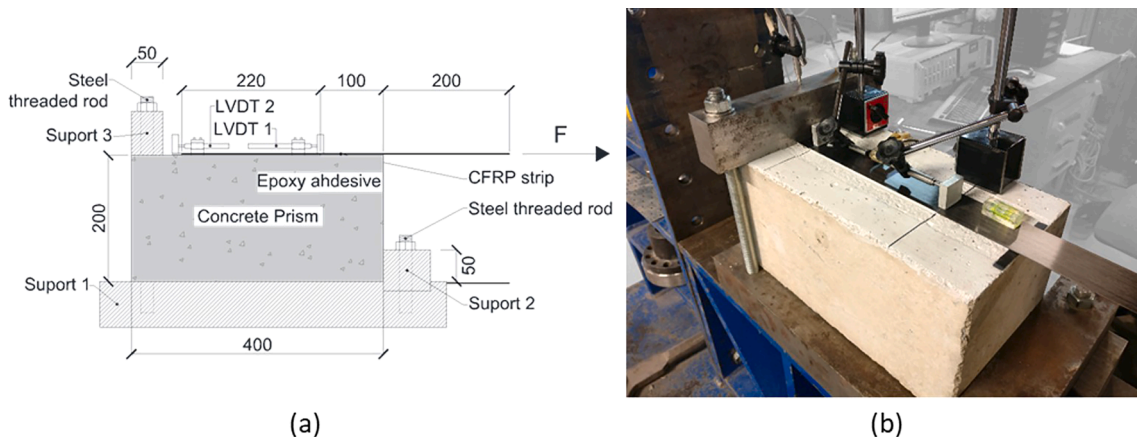 50
220
100
200
Steel
threaded rod
LVDT 2
LVDT 1
F
Suport 3
Epoxy ahdesive
CFRP strip
Concrete Prism
Steel threaded rod
200
50
Suport 1
Suport 2
400
(a)
(b)